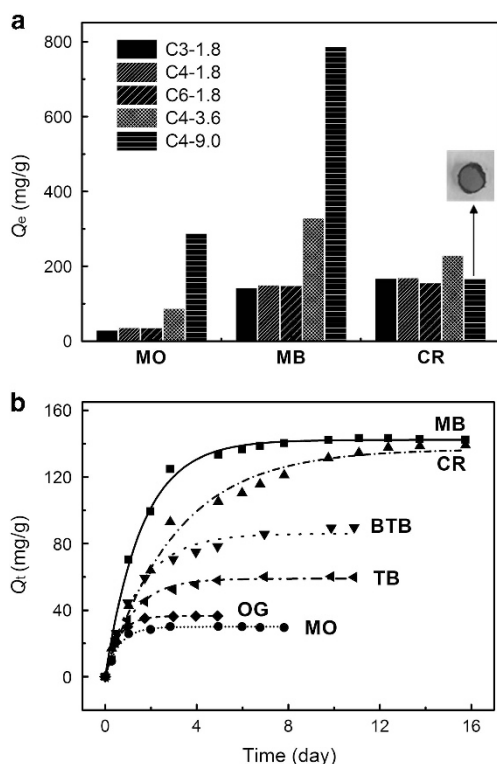 a
800
600
400
200
0
Qe (mg/g)
C3-1.8
C4-1.8
C6-1.8
C4-3.6
C4-9.0
MO MB CR
b
160
120
80
40
0
Qt (mg/g)
MB
CR
BTB
TB
OG
MO
0 4 8 12 16
Time (day)